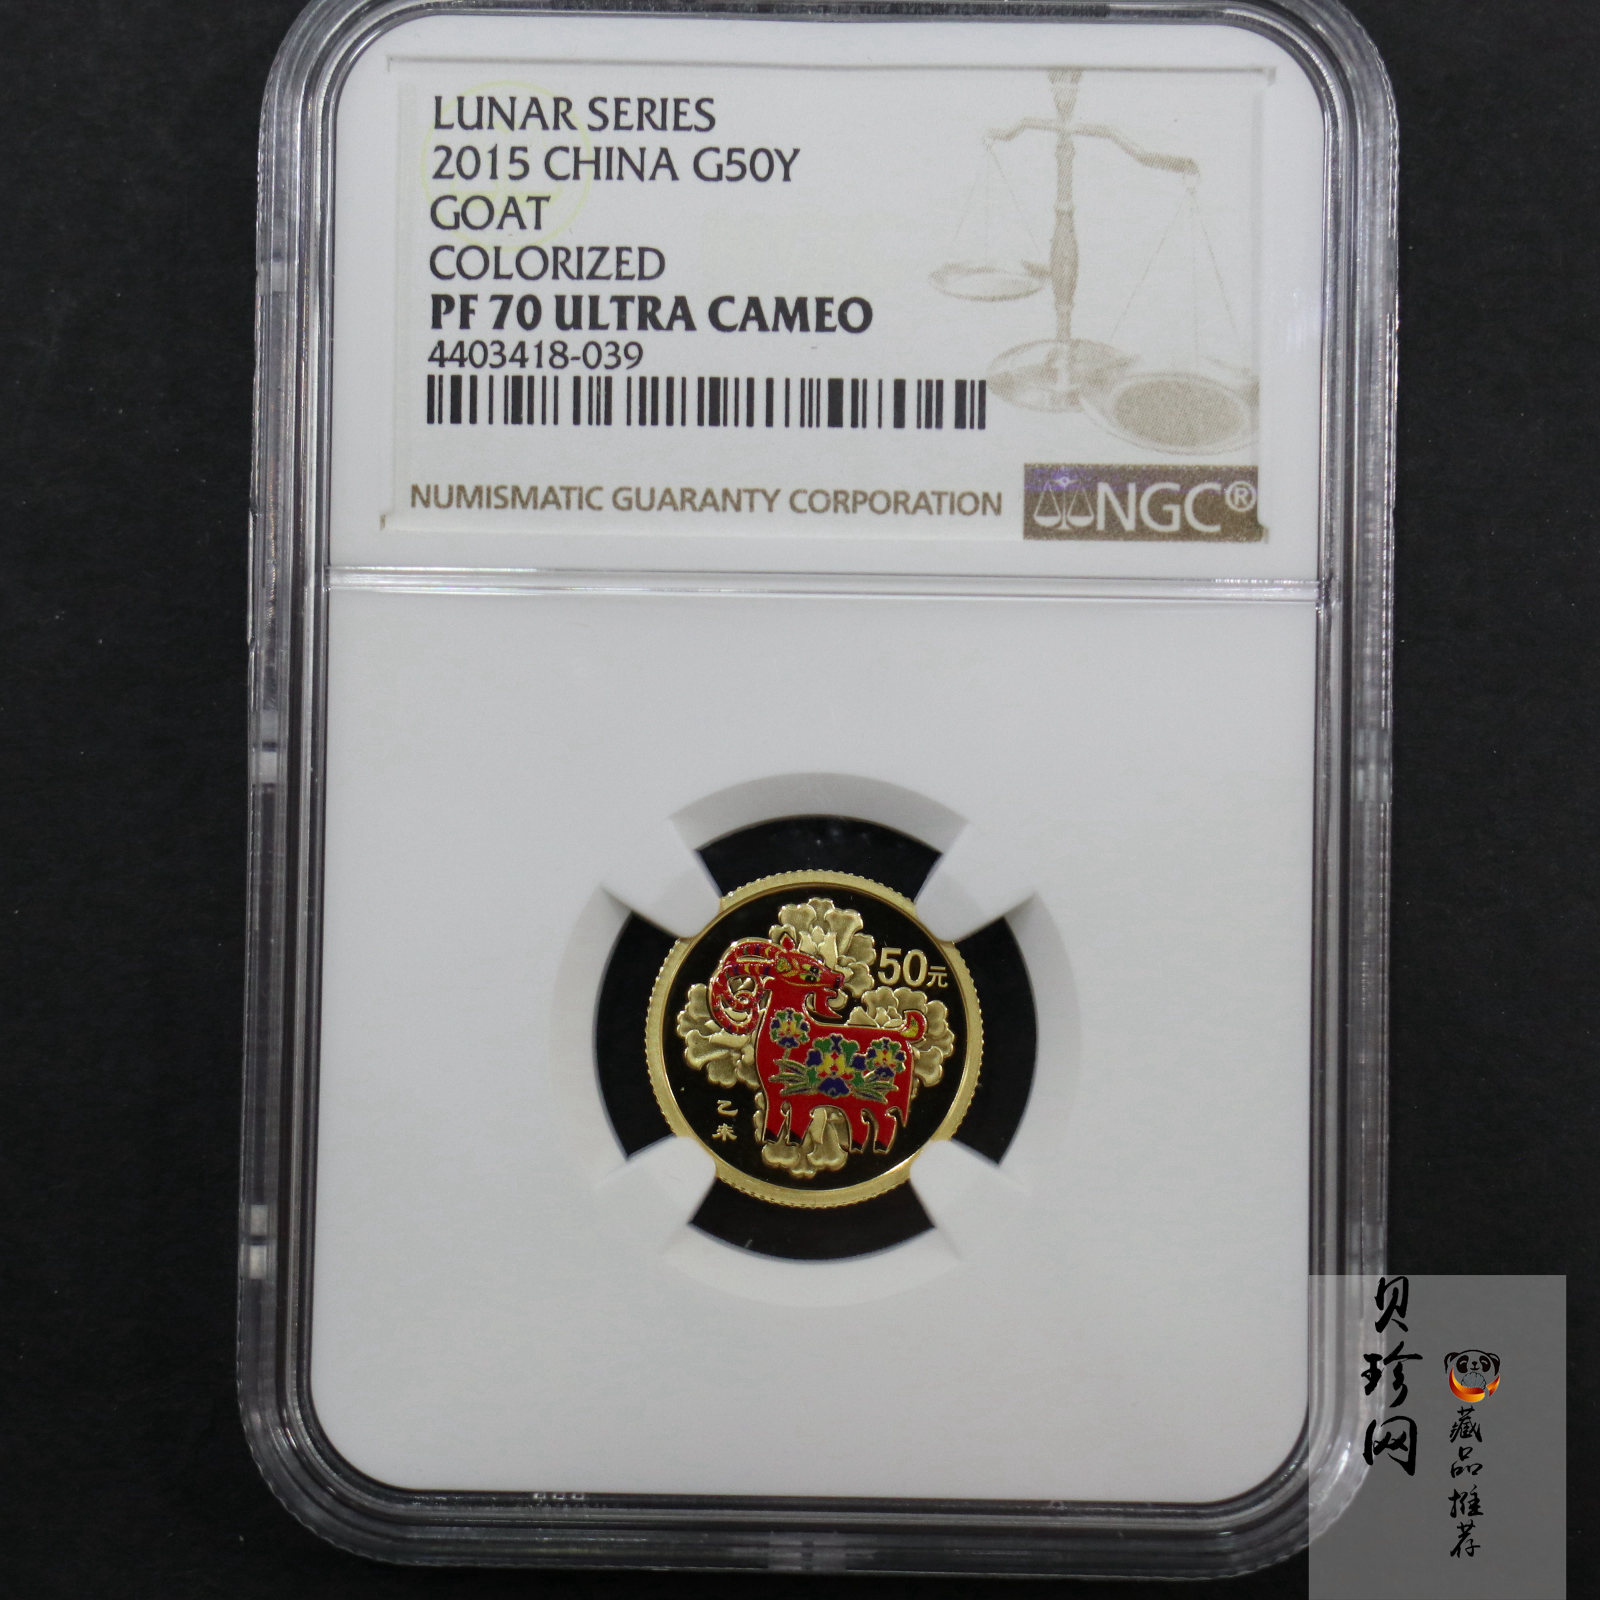 LUNAR SERIES
2015 CHINA G50Y
GOAT
COLORIZED
PF 70 ULTRA CAMEO
4403418-039
NUMISMATIC GUARANTY CORPORATION
NGC®
50元
乙未
贝珍网
藏品推荐